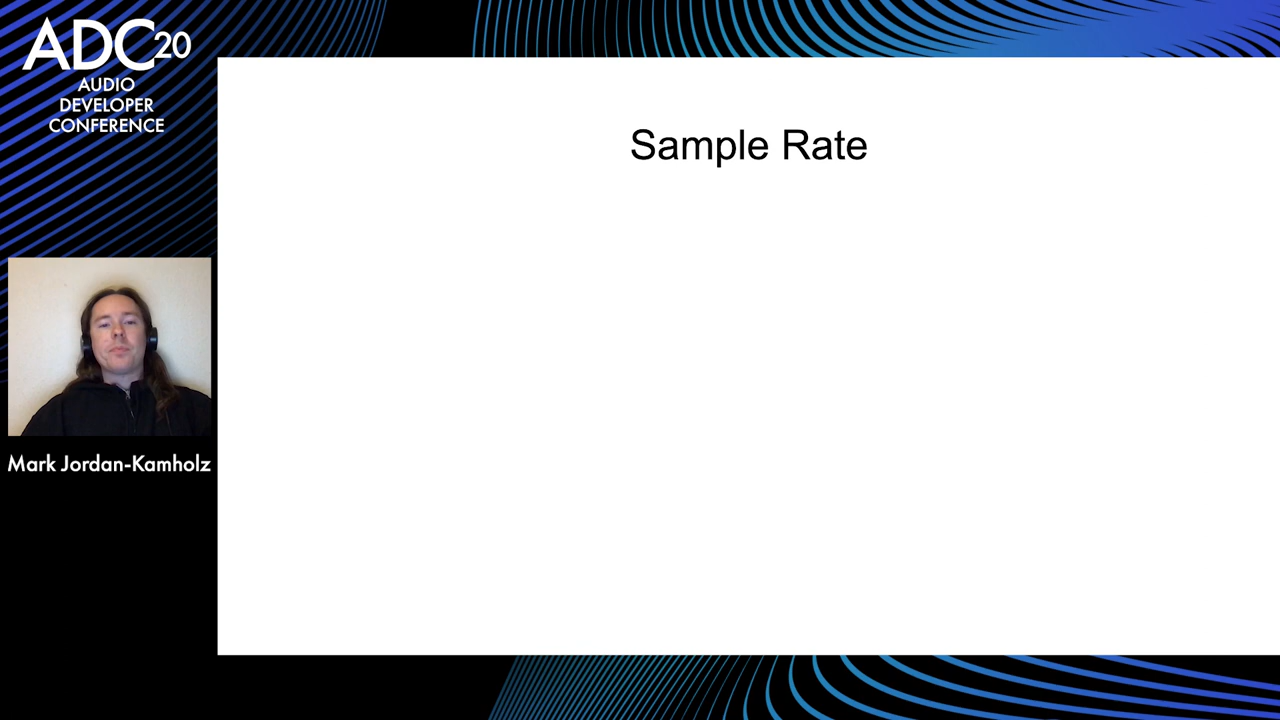 ADC20
AUDIO
DEVELOPER
CONFERENCE
Sample Rate
Mark Jordan-Kamholz